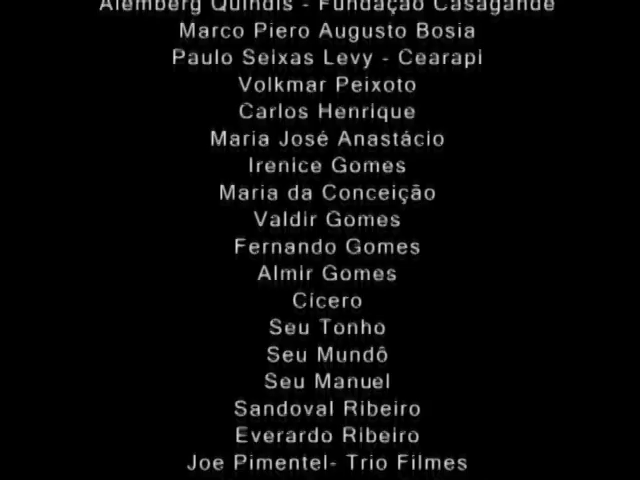 Alemberg Quindis - Fundação Casagande
Marco Piero Augusto Bosia
Paulo Seixas Levy - Cearapi
Volkmar Peixoto
Carlos Henrique
Maria José Anastácio
Irenice Gomes
Maria da Conceição
Valdir Gomes
Fernando Gomes
Almir Gomes
Cícero
Seu Tonho
Seu Mundô
Seu Manuel
Sandoval Ribeiro
Everardo Ribeiro
Joe Pimentel- Trio Filmes